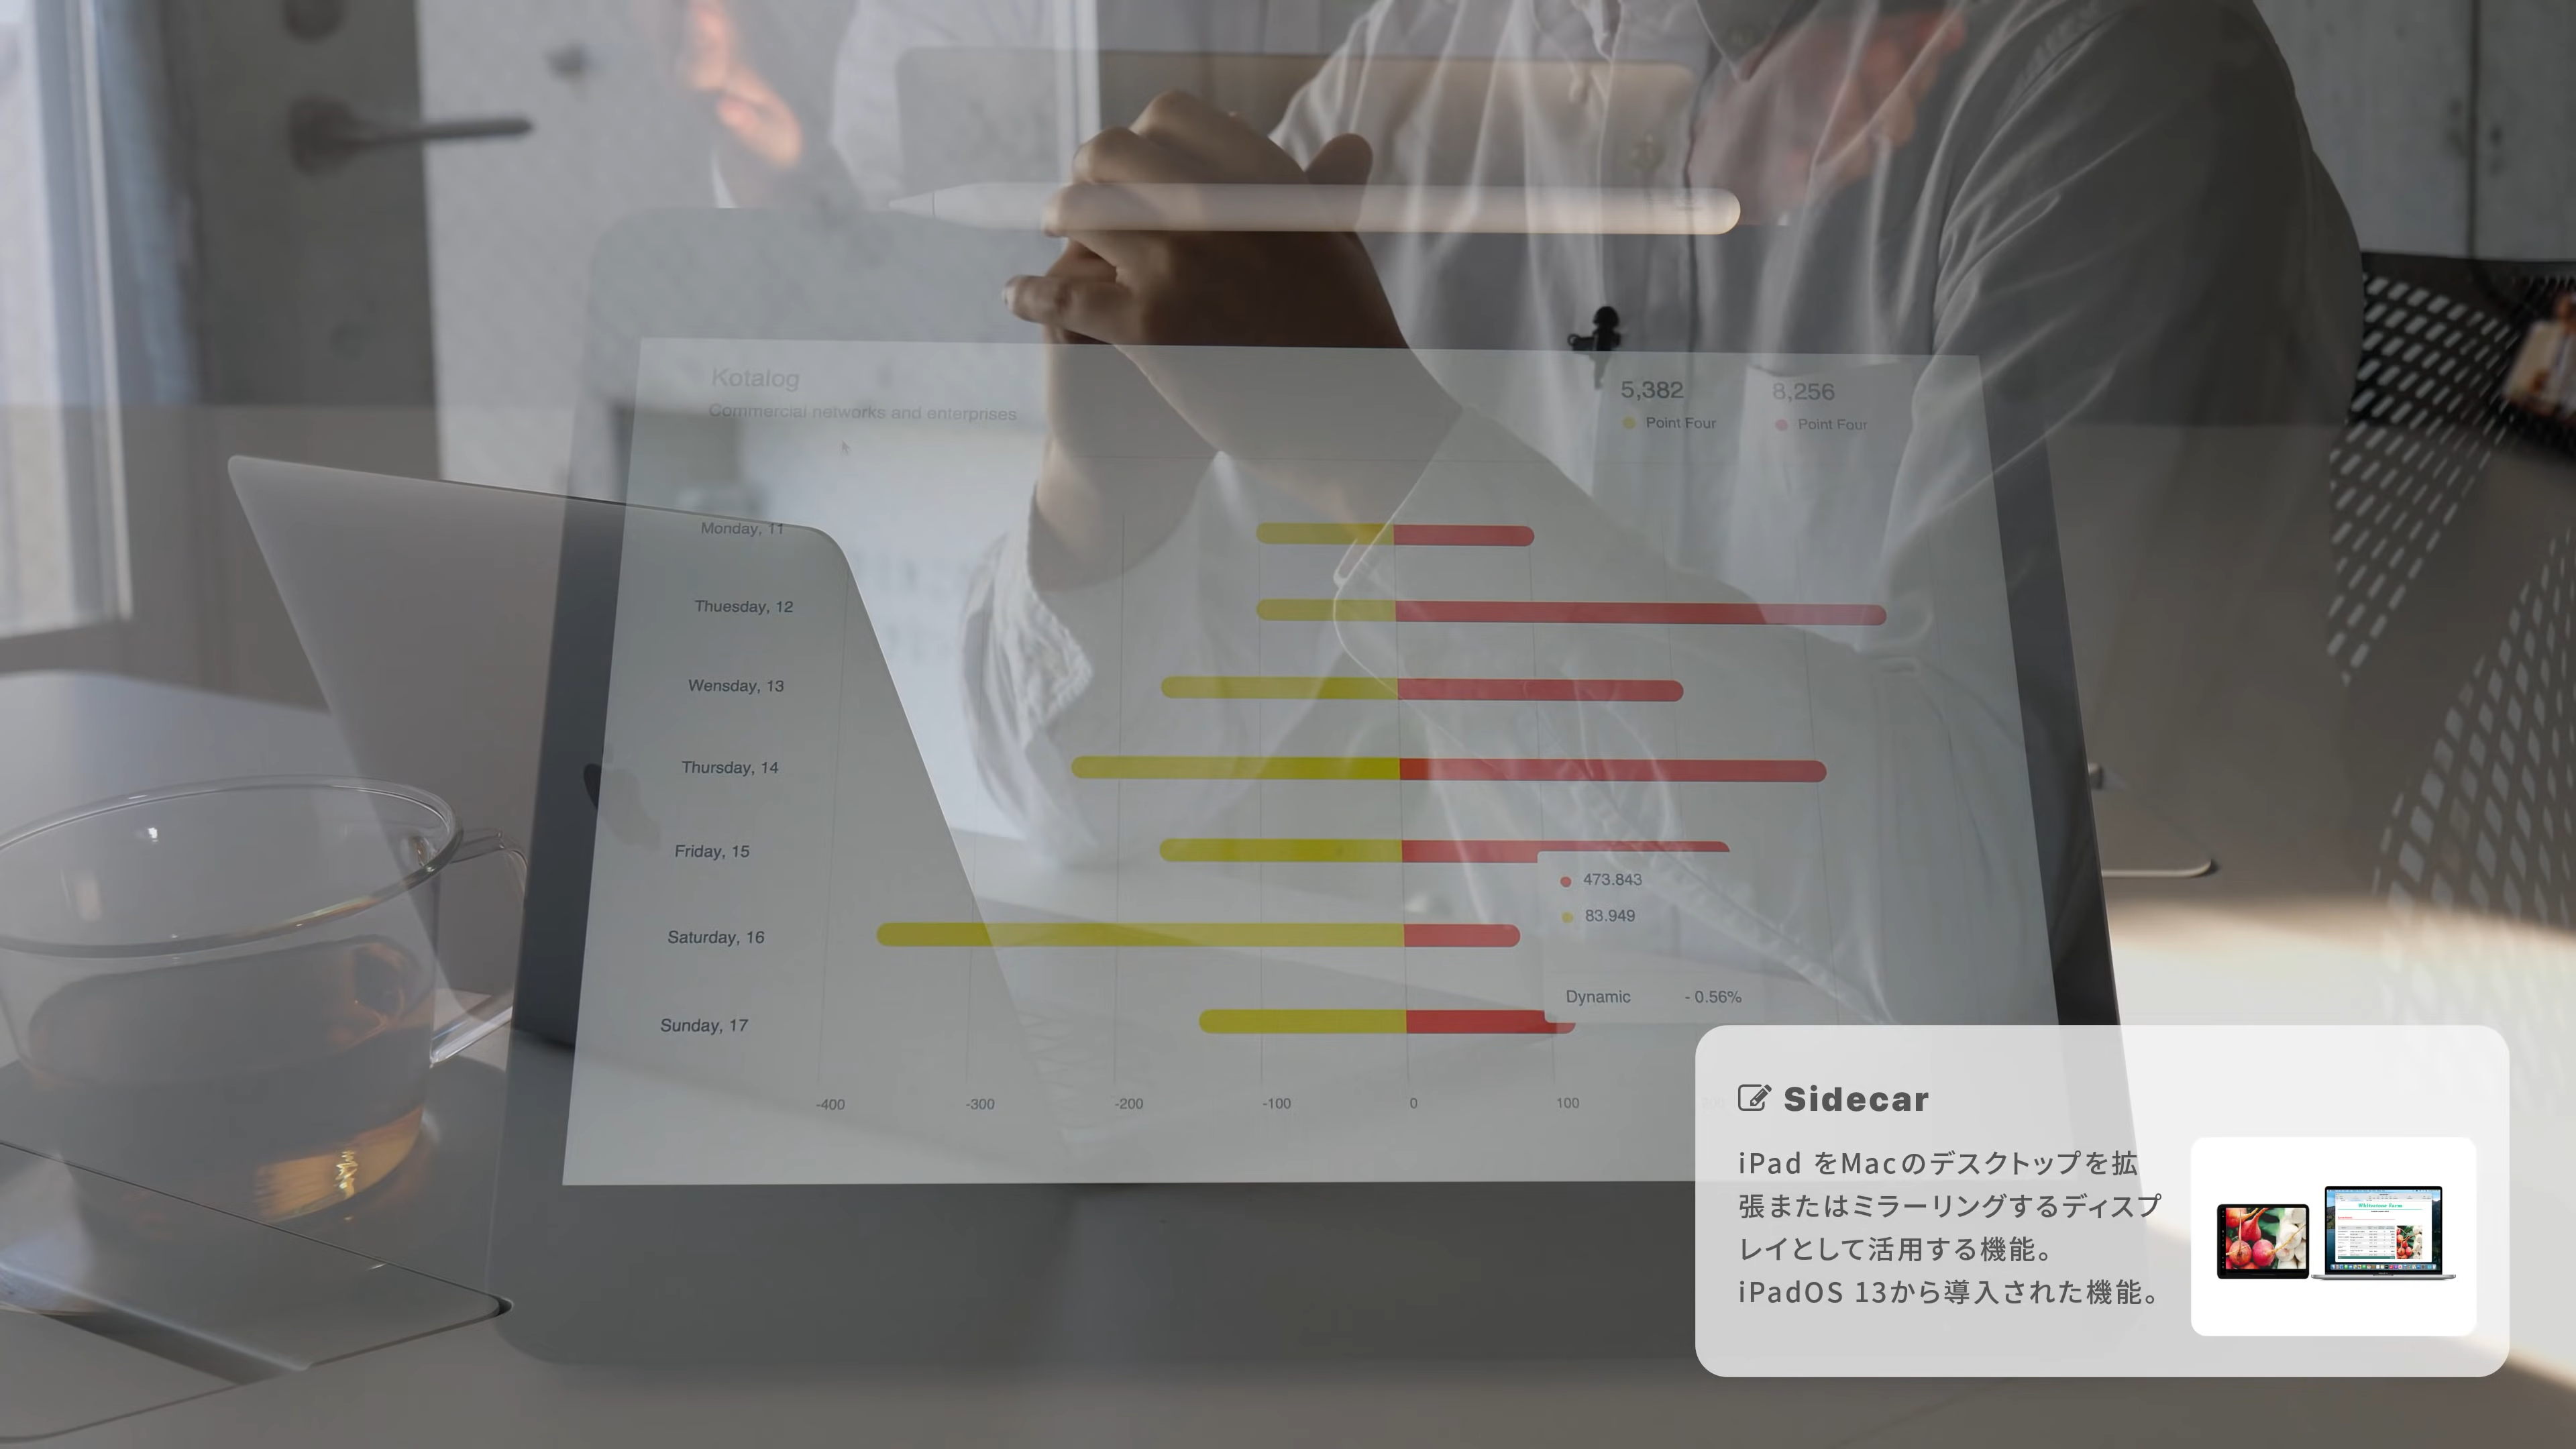 Kotalog
Commercial networks and enterprises
5,382
Point Four
8,256
Point Four
Monday, 11
Thuesday, 12
Wensday, 13
Thursday, 14
Friday, 15
473.843
83.949
Saturday, 16
Dynamic - 0.56%
Sunday, 17
-400 -300 -200 -100 0 100
Sidecar
iPad をMacのデスクトップを拡
張またはミラーリングするディスプ
レイとして活用する機能。
iPadOS 13から導入された機能。